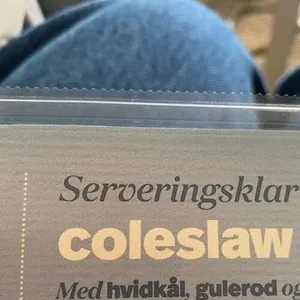 Serveringsklar
coleslaw
Med hvidkål, gulerod og